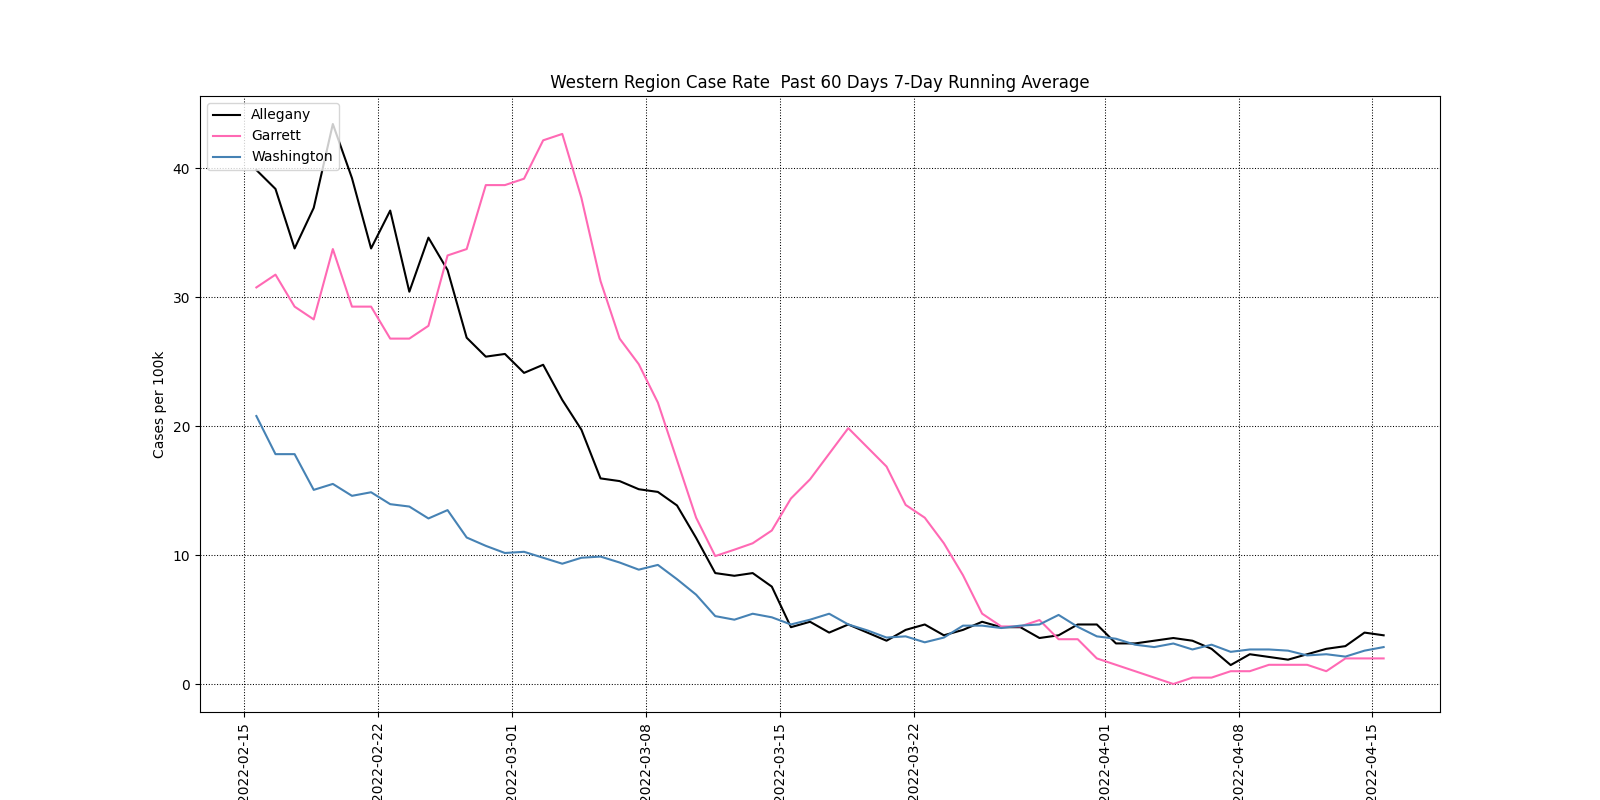 Western Region Case Rate  Past 60 Days 7-Day Running Average
Allegany
Garrett
Washington
Cases per 100k
40
30
20
10
0
2022-02-15
2022-02-22
2022-03-01
2022-03-08
2022-03-15
2022-03-22
2022-04-01
2022-04-08
2022-04-15